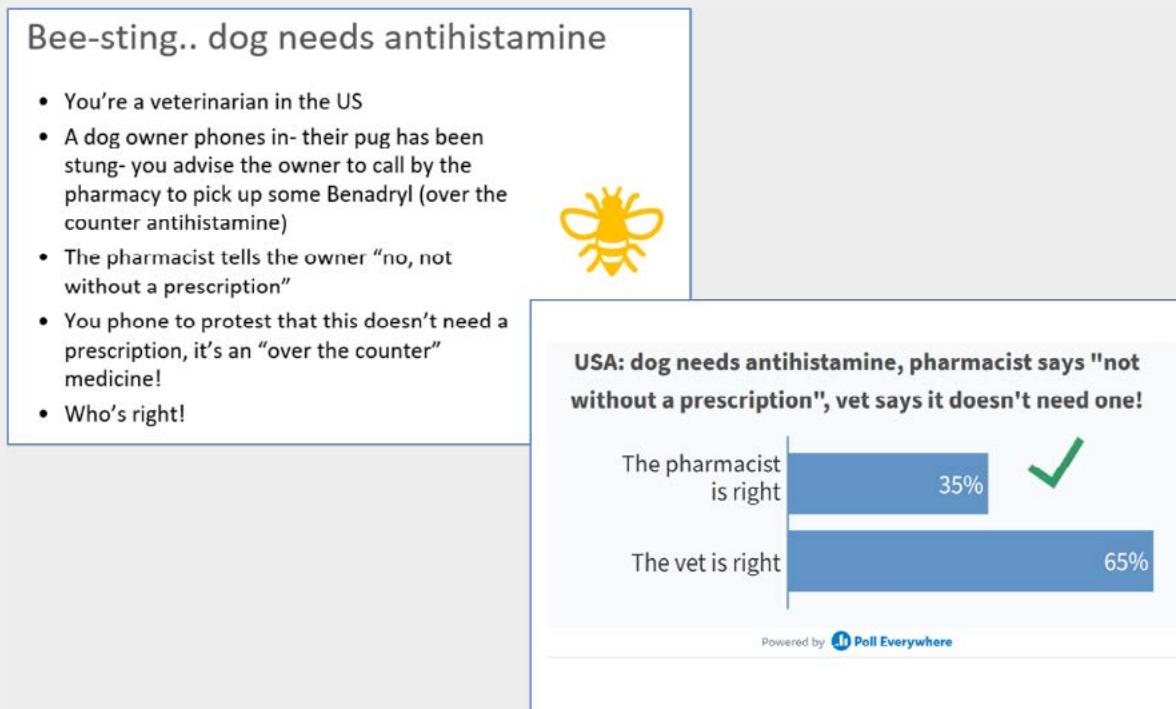 Bee-sting.. dog needs antihistamine
• You’re a veterinarian in the US
• A dog owner phones in- their pug has been
stung- you advise the owner to call by the
pharmacy to pick up some Benadryl (over the
counter antihistamine)
• The pharmacist tells the owner “no, not
without a prescription”
• You phone to protest that this doesn’t need a
prescription, it’s an “over the counter”
medicine!
• Who’s right!
USA: dog needs antihistamine, pharmacist says "not
without a prescription", vet says it doesn't need one!
The pharmacist
is right
35%
The vet is right
65%
Powered by Poll Everywhere